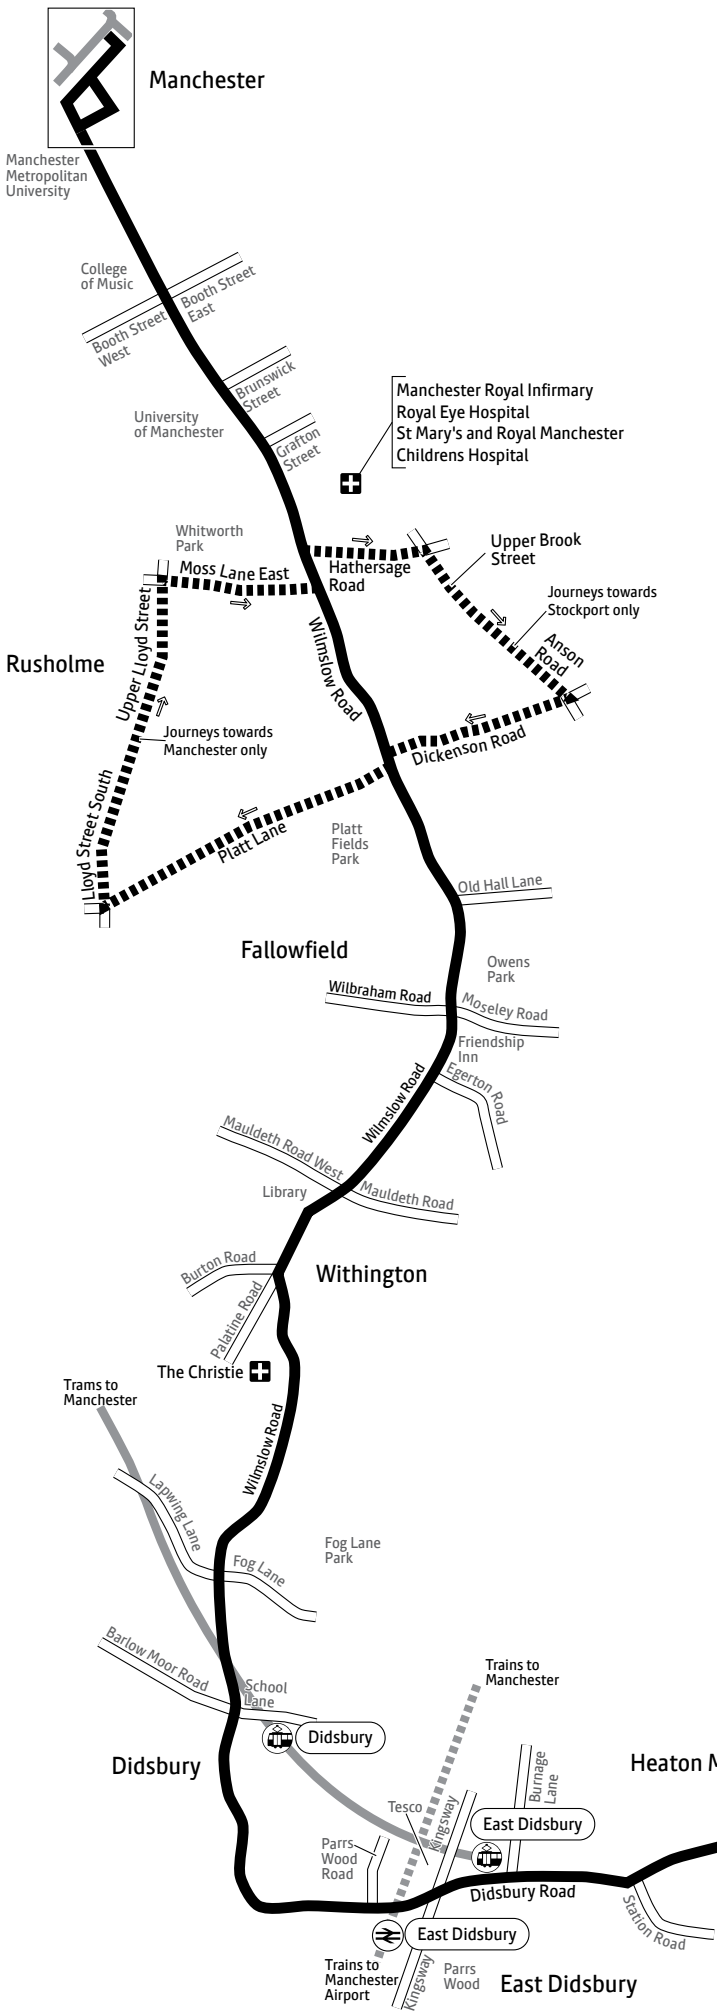 Manchester
Manchester
Metropolitan
University
College
of Music
Booth Street
East
Booth Street
West
Brunswick
Street
University
of Manchester
Grafton
Street
Manchester Royal Infirmary
Royal Eye Hospital
St Mary's and Royal Manchester
Childrens Hospital
Whitworth
Park
Moss Lane East
Hathersage
Road
Upper Brook
Street
Journeys towards
Stockport only
Anson
Road
Upper Lloyd Street
Rusholme
Wilmslow Road
Journeys towards
Manchester only
Dickenson Road
Lloyd Street South
Platt Lane
Platt
Fields
Park
Old Hall Lane
Fallowfield
Owens
Park
Wilbraham Road
Moseley Road
Friendship
Inn
Egerton Road
Wilmslow Road
Mauldeth Road West
Library
Mauldeth Road
Burton Road
Withington
Palatine Road
The Christie
Trams to
Manchester
Wilmslow Road
Lapwing Lane
Fog Lane
Park
Fog Lane
Barlow Moor Road
School
Lane
Trains to
Manchester
Didsbury
Didsbury
Heaton
Burnage
Lane
Tesco
Kingsway
East Didsbury
Parrs
Wood
Road
Didsbury Road
Station Road
East Didsbury
Trains to
Manchester
Airport
Kingsway
Parrs
Wood
East Didsbury